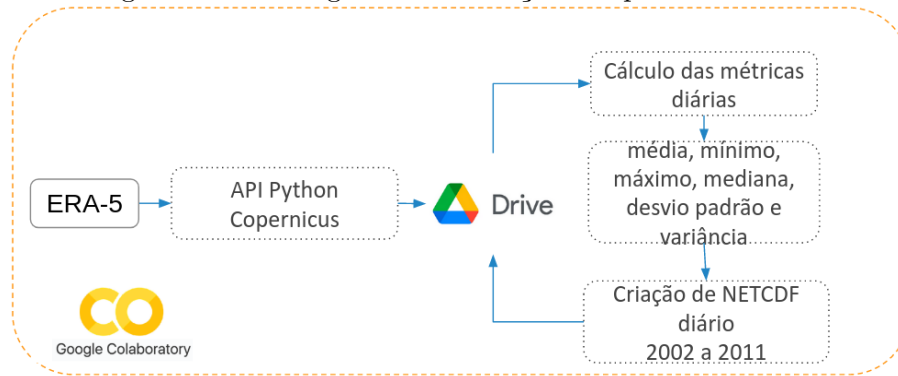 ERA-5
API Python
Copernicus
Drive
Cálculo das métricas
diárias
média, mínimo,
máximo, mediana,
desvio padrão e
variância
Criação de NETCDF
diário
2002 a 2011
Google Colaboratory